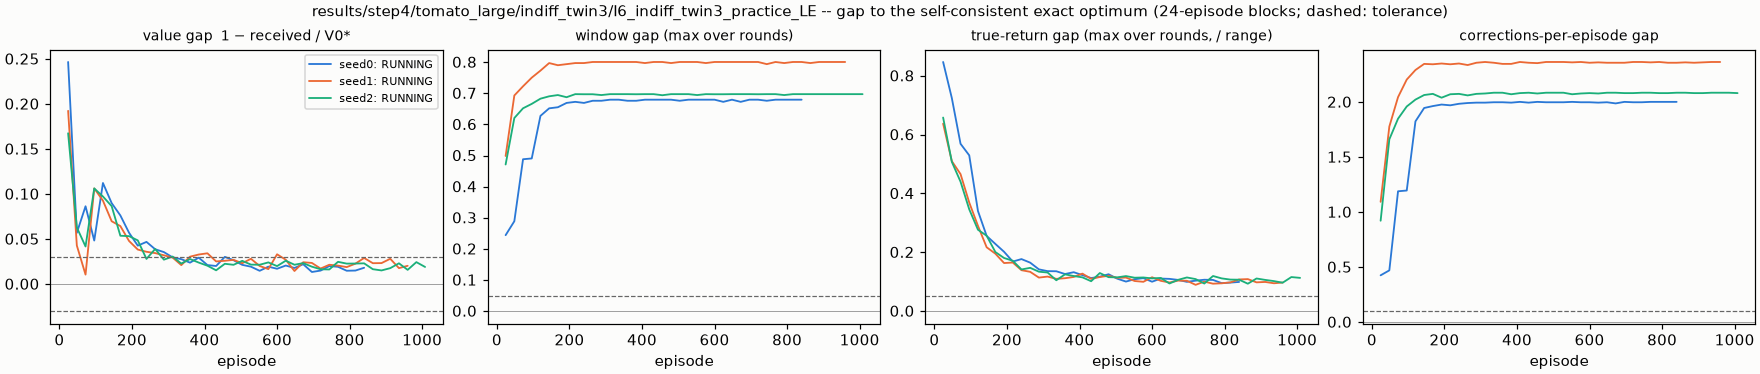 results/step4/tomato_large/indiff_twin3/l6_indiff_twin3_practice_LE -- gap to the self-consistent exact optimum (24-episode blocks; dashed: tolerance)
value gap 1 − received / V0*
0.25
0.20
0.15
0.10
0.05
0.00
seed0: RUNNING
seed1: RUNNING
seed2: RUNNING
0 200 400 600 800 1000
episode
window gap (max over rounds)
0.8
0.7
0.6
0.5
0.4
0.3
0.2
0.1
0.0
0 200 400 600 800 1000
episode
true-return gap (max over rounds, / range)
0.8
0.6
0.4
0.2
0.0
0 200 400 600 800 1000
episode
corrections-per-episode gap
2.0
1.5
1.0
0.5
0.0
0 200 400 600 800 1000
episode